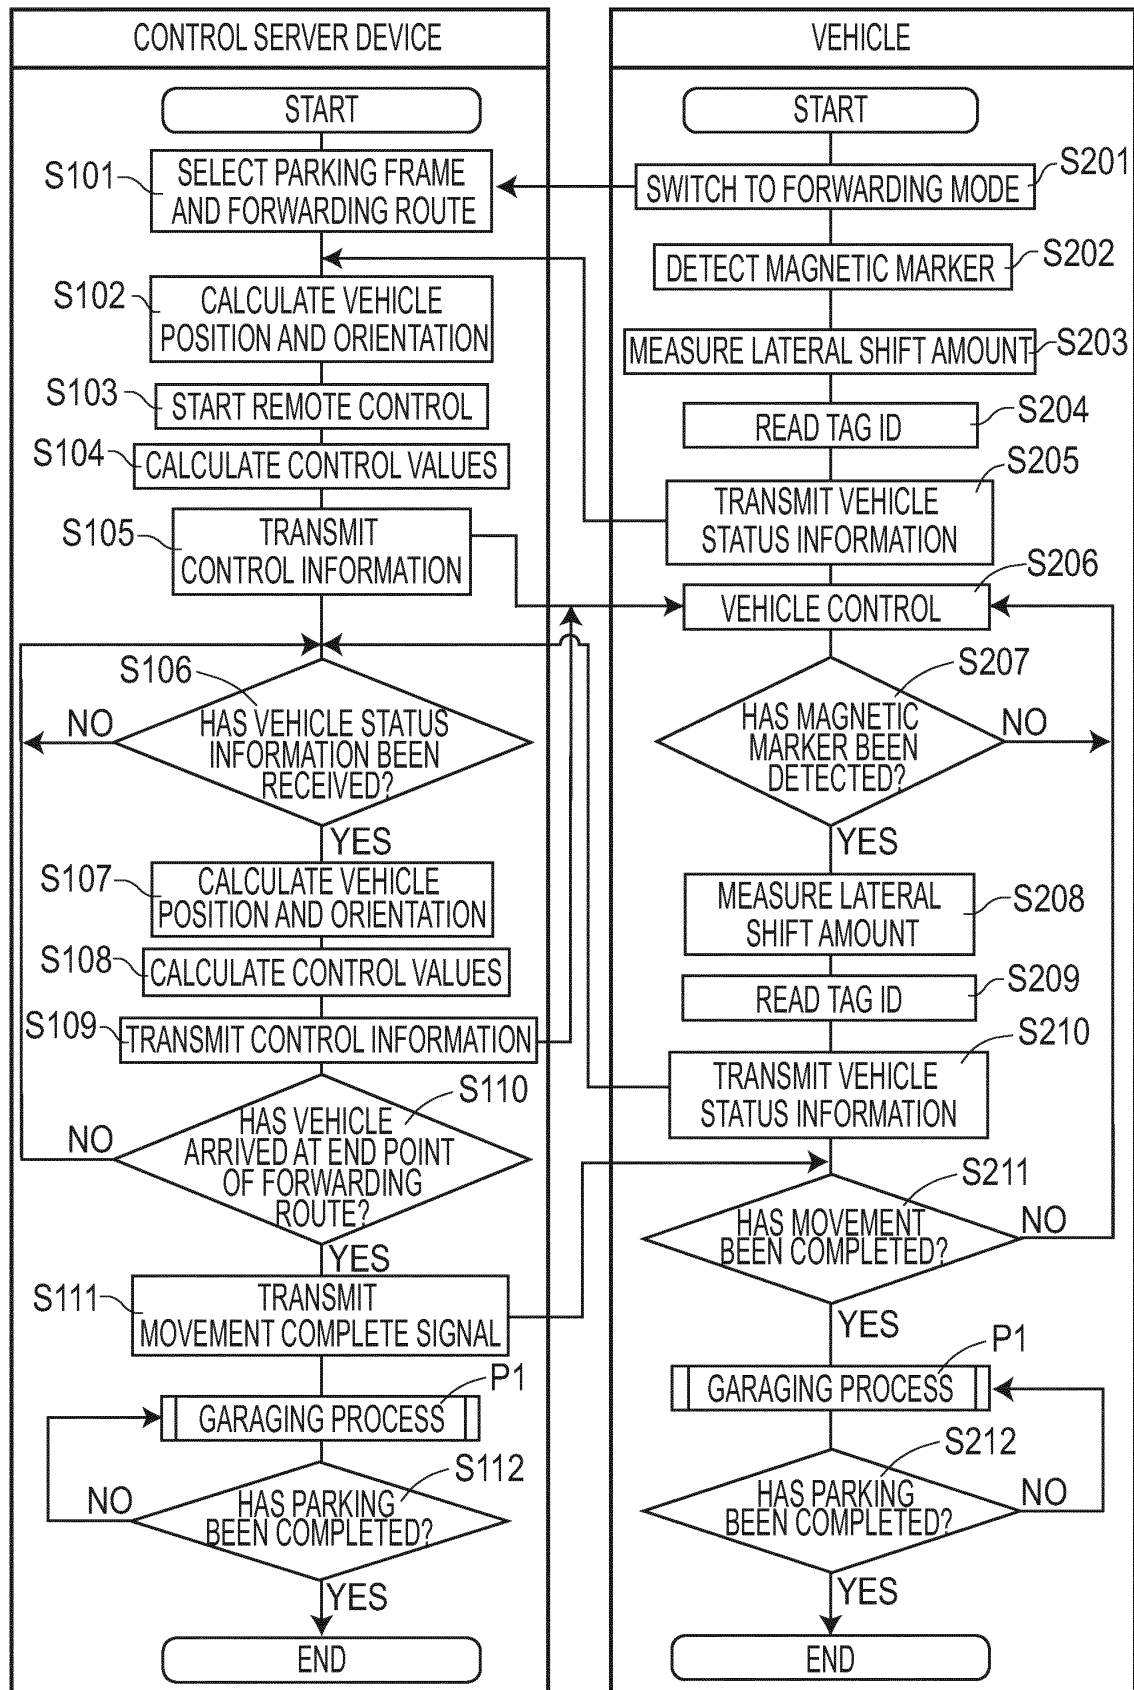 CONTROL SERVER DEVICE
START
S101
SELECT PARKING FRAME
AND FORWARDING ROUTE
S102
CALCULATE VEHICLE
POSITION AND ORIENTATION
S103
START REMOTE CONTROL
S104
CALCULATE CONTROL VALUES
S105
TRANSMIT
CONTROL INFORMATION
S106
HAS VEHICLE STATUS
INFORMATION BEEN
RECEIVED?
NO
YES
S107
CALCULATE VEHICLE
POSITION AND ORIENTATION
S108
CALCULATE CONTROL VALUES
S109
TRANSMIT CONTROL INFORMATION
S110
HAS VEHICLE
ARRIVED AT END POINT
OF FORWARDING
ROUTE?
NO
YES
S111
TRANSMIT
MOVEMENT COMPLETE SIGNAL
P1
GARAGING PROCESS
S112
HAS PARKING
BEEN COMPLETED?
NO
YES
END
VEHICLE
START
S201
SWITCH TO FORWARDING MODE
S202
DETECT MAGNETIC MARKER
S203
MEASURE LATERAL SHIFT AMOUNT
S204
READ TAG ID
S205
TRANSMIT VEHICLE
STATUS INFORMATION
S206
VEHICLE CONTROL
S207
HAS MAGNETIC
MARKER BEEN
DETECTED?
NO
YES
S208
MEASURE LATERAL
SHIFT AMOUNT
S209
READ TAG ID
S210
TRANSMIT VEHICLE
STATUS INFORMATION
S211
HAS MOVEMENT
BEEN COMPLETED?
NO
YES
P1
GARAGING PROCESS
S212
HAS PARKING
BEEN COMPLETED?
NO
YES
END